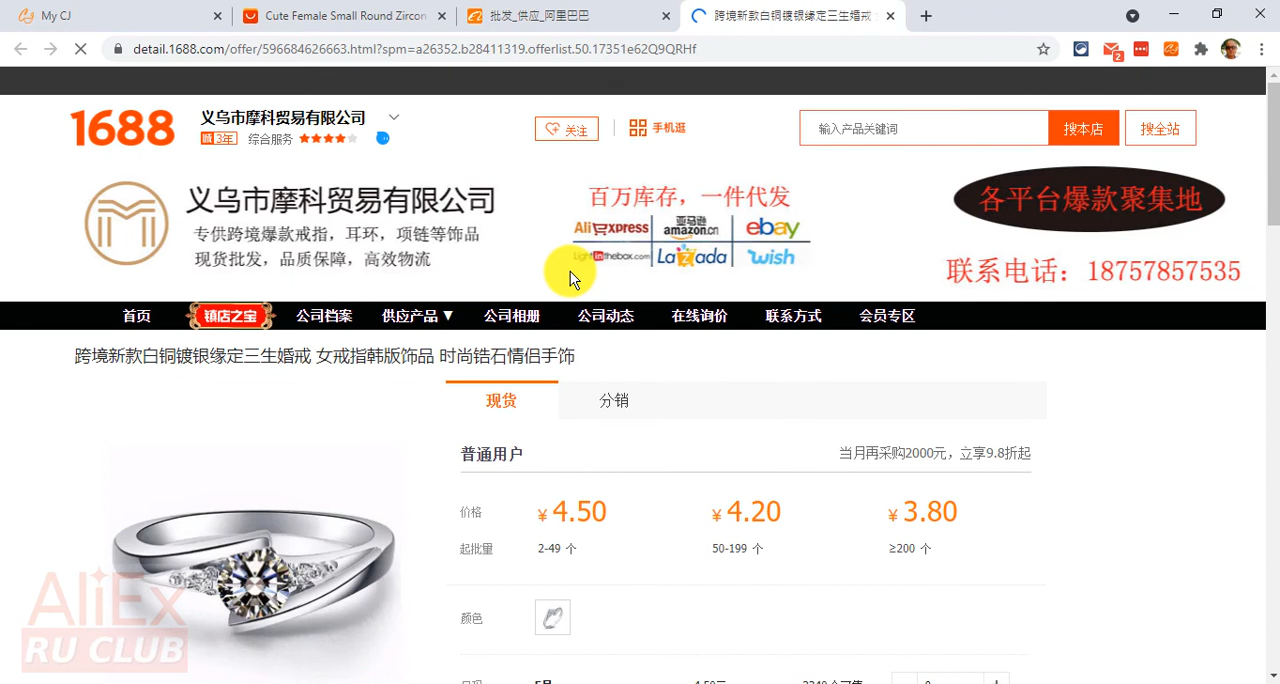 My CJ
Cute Female Small Round Zircon
批发_供应_阿里巴巴
跨境新款白铜镀银缘定三生婚戒
detail.1688.com/offer/596684626663.html?spm=a26352.b28411319.offerlist.50.17351e62Q9QRHf
2
1688
义乌市摩科贸易有限公司
3年
综合服务
关注
手机逛
输入产品关键词
搜本店
搜全站
义乌市摩科贸易有限公司
专供跨境爆款戒指，耳环，项链等饰品
现货批发，品质保障，高效物流
百万库存，一件代发
AliExpress
亚马逊
amazon.cn
ebay
Lightinthebox.com
Lazada
wish
各平台爆款聚集地
联系电话：18757857535
首页
镇店之宝
公司档案
供应产品▼
公司相册
公司动态
在线询价
联系方式
会员专区
跨境新款白铜镀银缘定三生婚戒 女戒指韩版饰品 时尚锆石情侣手饰
现货
分销
普通用户
当月再采购2000元，立享9.8折起
价格
¥ 4.50
¥ 4.20
¥ 3.80
起批量
2-49 个
50-199 个
≥200 个
颜色
AliEx
RU CLUB